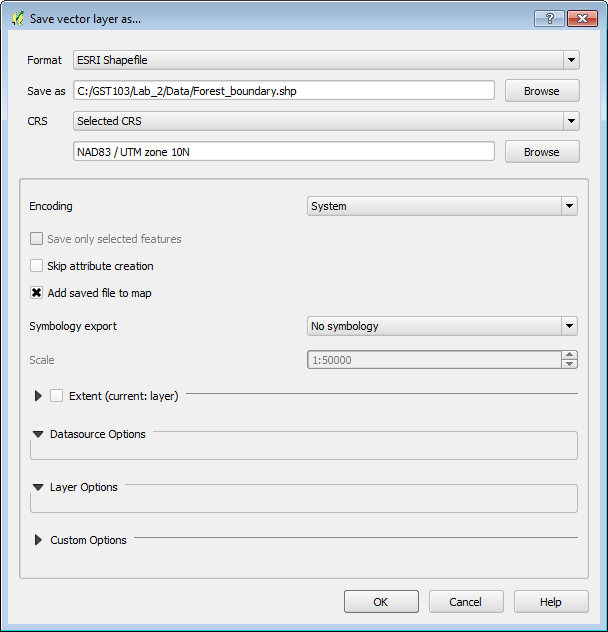 Save vector layer as...
?
Format ESRI Shapefile
Save as C:/GST103/Lab_2/Data/Forest_boundary.shp Browse
CRS Selected CRS
NAD83 / UTM zone 10N Browse
Encoding System
Save only selected features
Skip attribute creation
Add saved file to map
Symbology export No symbology
Scale 1:50000
Extent (current: layer)
Datasource Options
Layer Options
Custom Options
OK Cancel Help